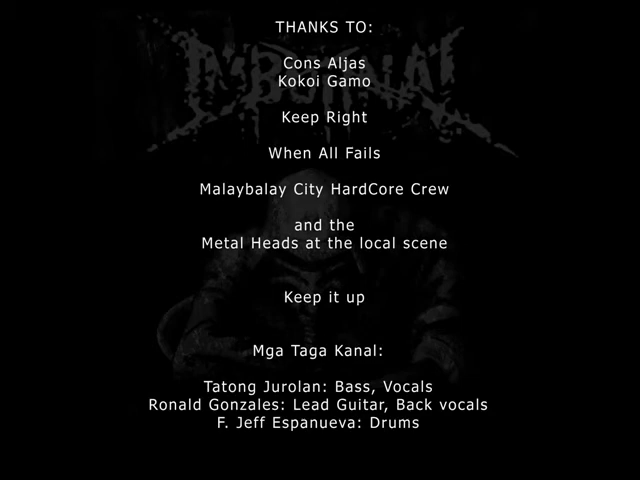 THANKS TO:
Cons Aljas
Kokoi Gamo
Keep Right
When All Fails
Malaybalay City HardCore Crew
and the
Metal Heads at the local scene
Keep it up
Mga Taga Kanal:
Tatong Jurolan: Bass, Vocals
Ronald Gonzales: Lead Guitar, Back vocals
F. Jeff Espanueva: Drums